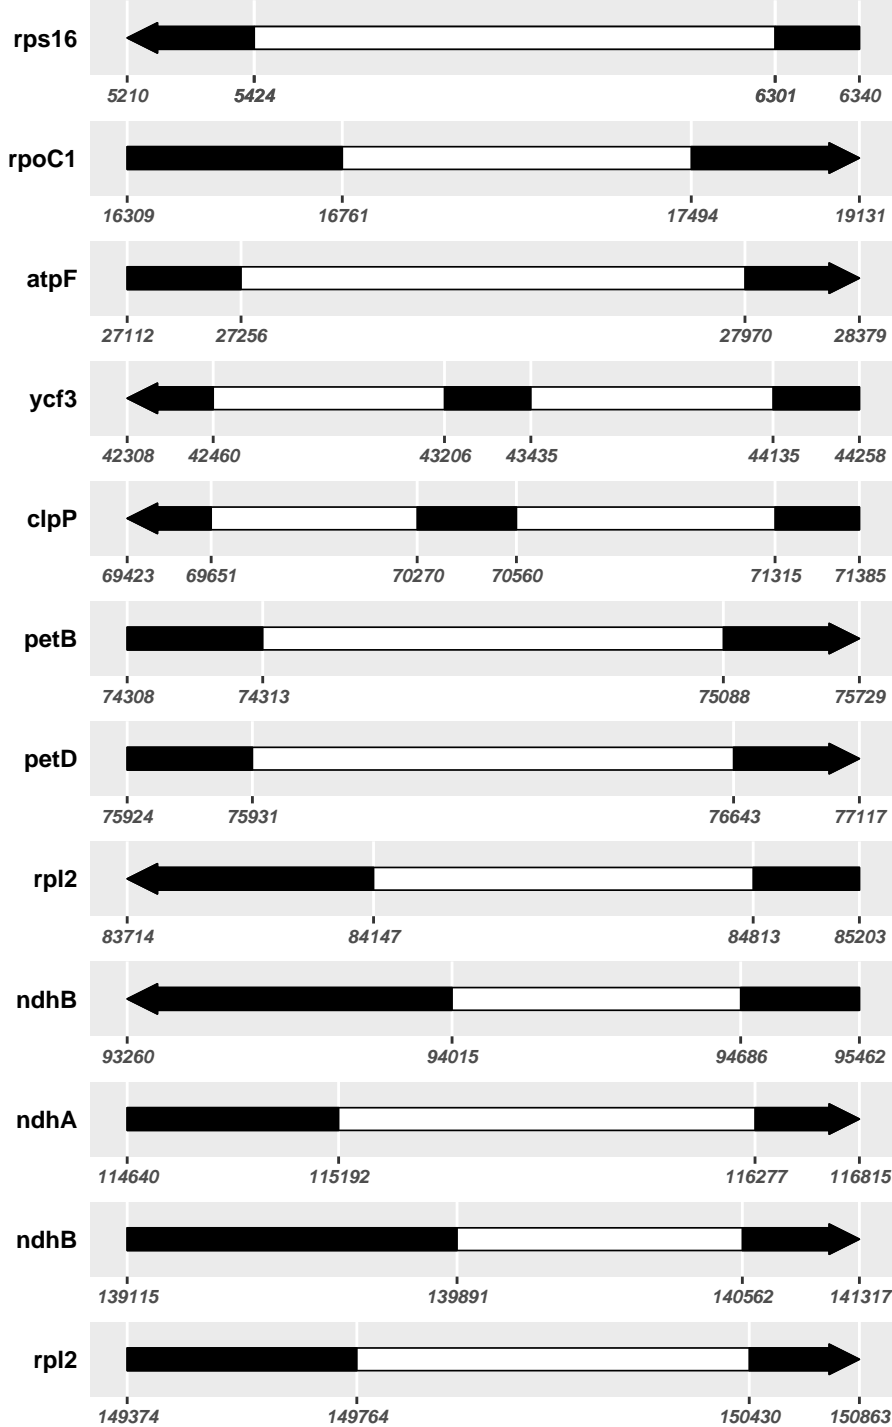 rps16
5210 5424 6301 6340
rpoC1
16309 16761 17494 19131
atpF
27112 27256 27970 28379
ycf3
42308 42460 43206 43435 44135 44258
clpP
69423 69651 70270 70560 71315 71385
petB
74308 74313 75088 75729
petD
75924 75931 76643 77117
rpl2
83714 84147 84813 85203
ndhB
93260 94015 94686 95462
ndhA
114640 115192 116277 116815
ndhB
139115 139891 140562 141317
rpl2
149374 149764 150430 150863